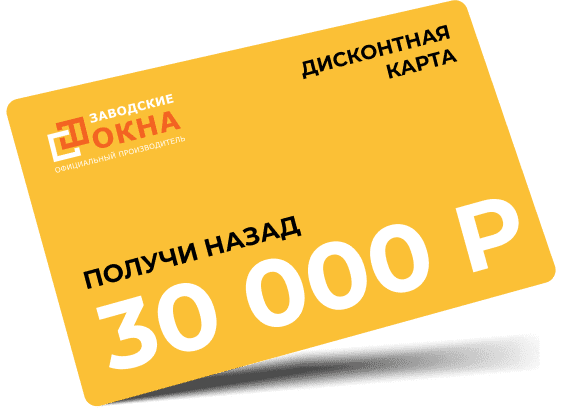 ДИСКОНТНАЯ
КАРТА
ЗАВОДСКИЕ
ОКНА
ОФИЦИАЛЬНЫЙ ПРОИЗВОДИТЕЛЬ
ПОЛУЧИ НАЗАД
30 000 Р